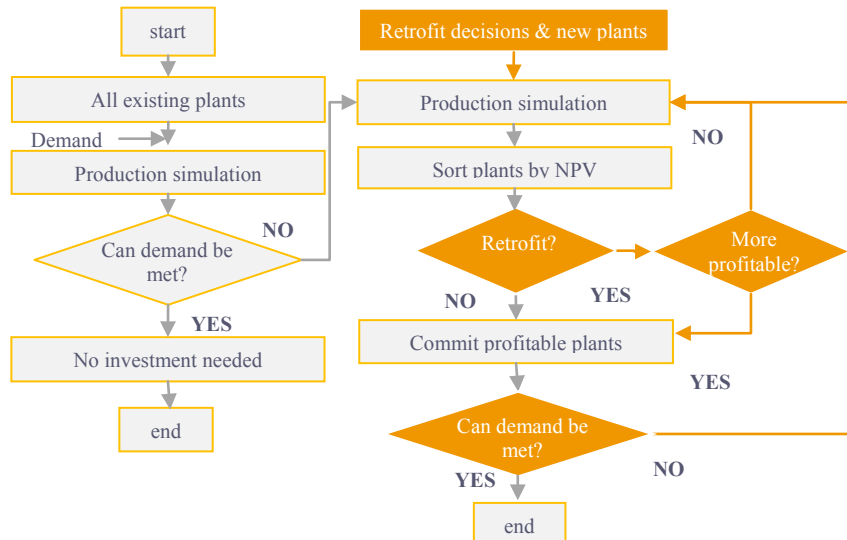 start
All existing plants
Demand
Production simulation
Can demand be
met?
NO
YES
No investment needed
end
Retrofit decisions & new plants
Production simulation
NO
Sort plants by NPV
Retrofit?
More
profitable?
YES
NO
Commit profitable plants
YES
Can demand be
met?
NO
YES
end